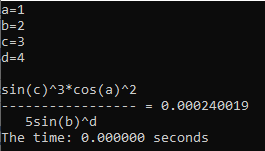 a=1
b=2
c=3
d=4
sin(c)^3*cos(a)^2
----------------- = 0.000240019
5sin(b)^d
The time: 0.000000 seconds